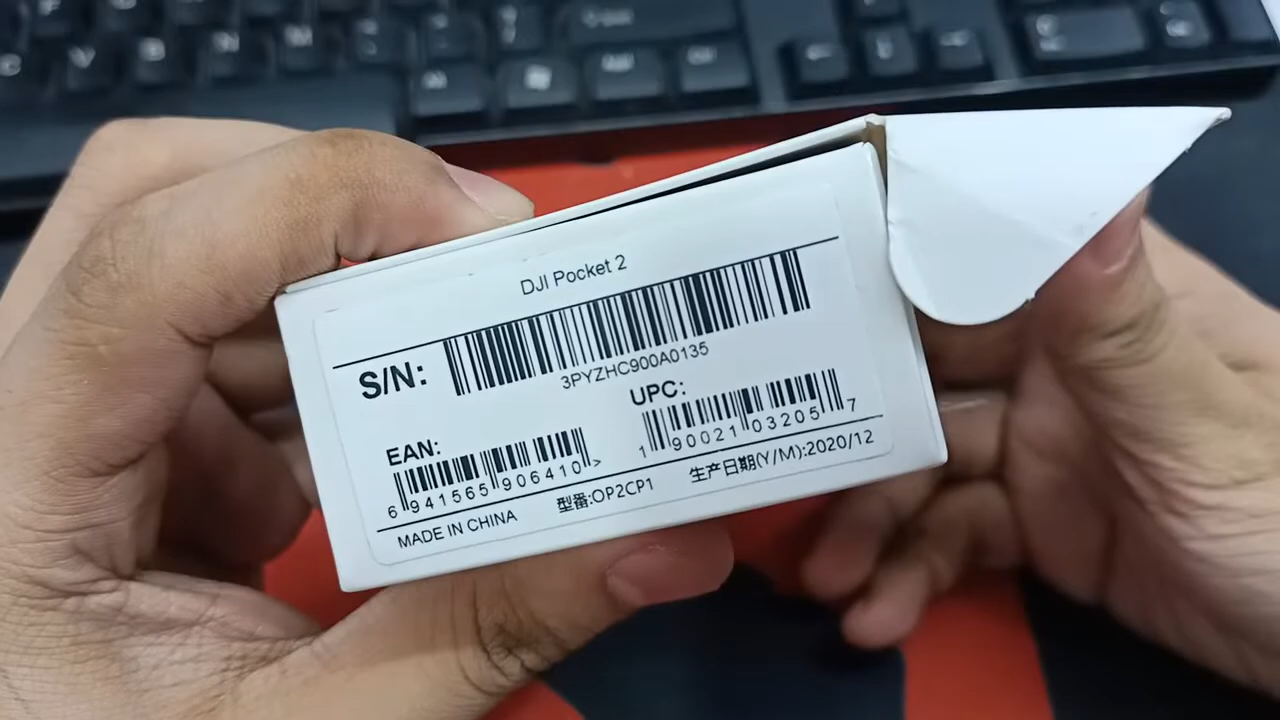 DJI Pocket 2
S/N:
3PYZHC900A0135
UPC:
1 90021 03205 7
EAN:
6 941565 906410 >
生产日期(Y/M):2020/12
型番:OP2CP1
MADE IN CHINA